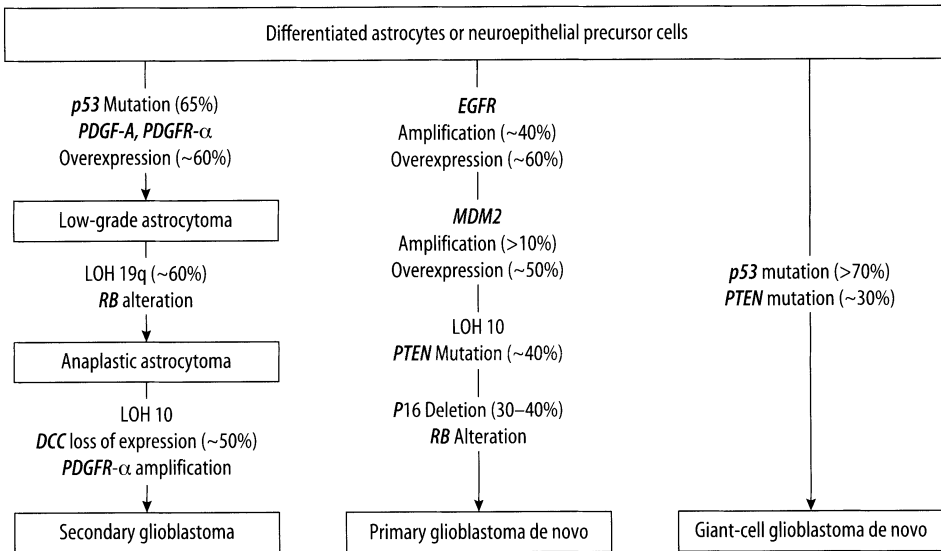 Differentiated astrocytes or neuroepithelial precursor cells
p53 Mutation (65%)
PDGF-A, PDGFR-α
Overexpression (~60%)
Low-grade astrocytoma
LOH 19q (~60%)
RB alteration
Anaplastic astrocytoma
LOH 10
DCC loss of expression (~50%)
PDGFR-α amplification
Secondary glioblastoma
EGFR
Amplification (~40%)
Overexpression (~60%)
MDM2
Amplification (>10%)
Overexpression (~50%)
LOH 10
PTEN Mutation (~40%)
P16 Deletion (30–40%)
RB Alteration
Primary glioblastoma de novo
p53 mutation (>70%)
PTEN mutation (~30%)
Giant-cell glioblastoma de novo